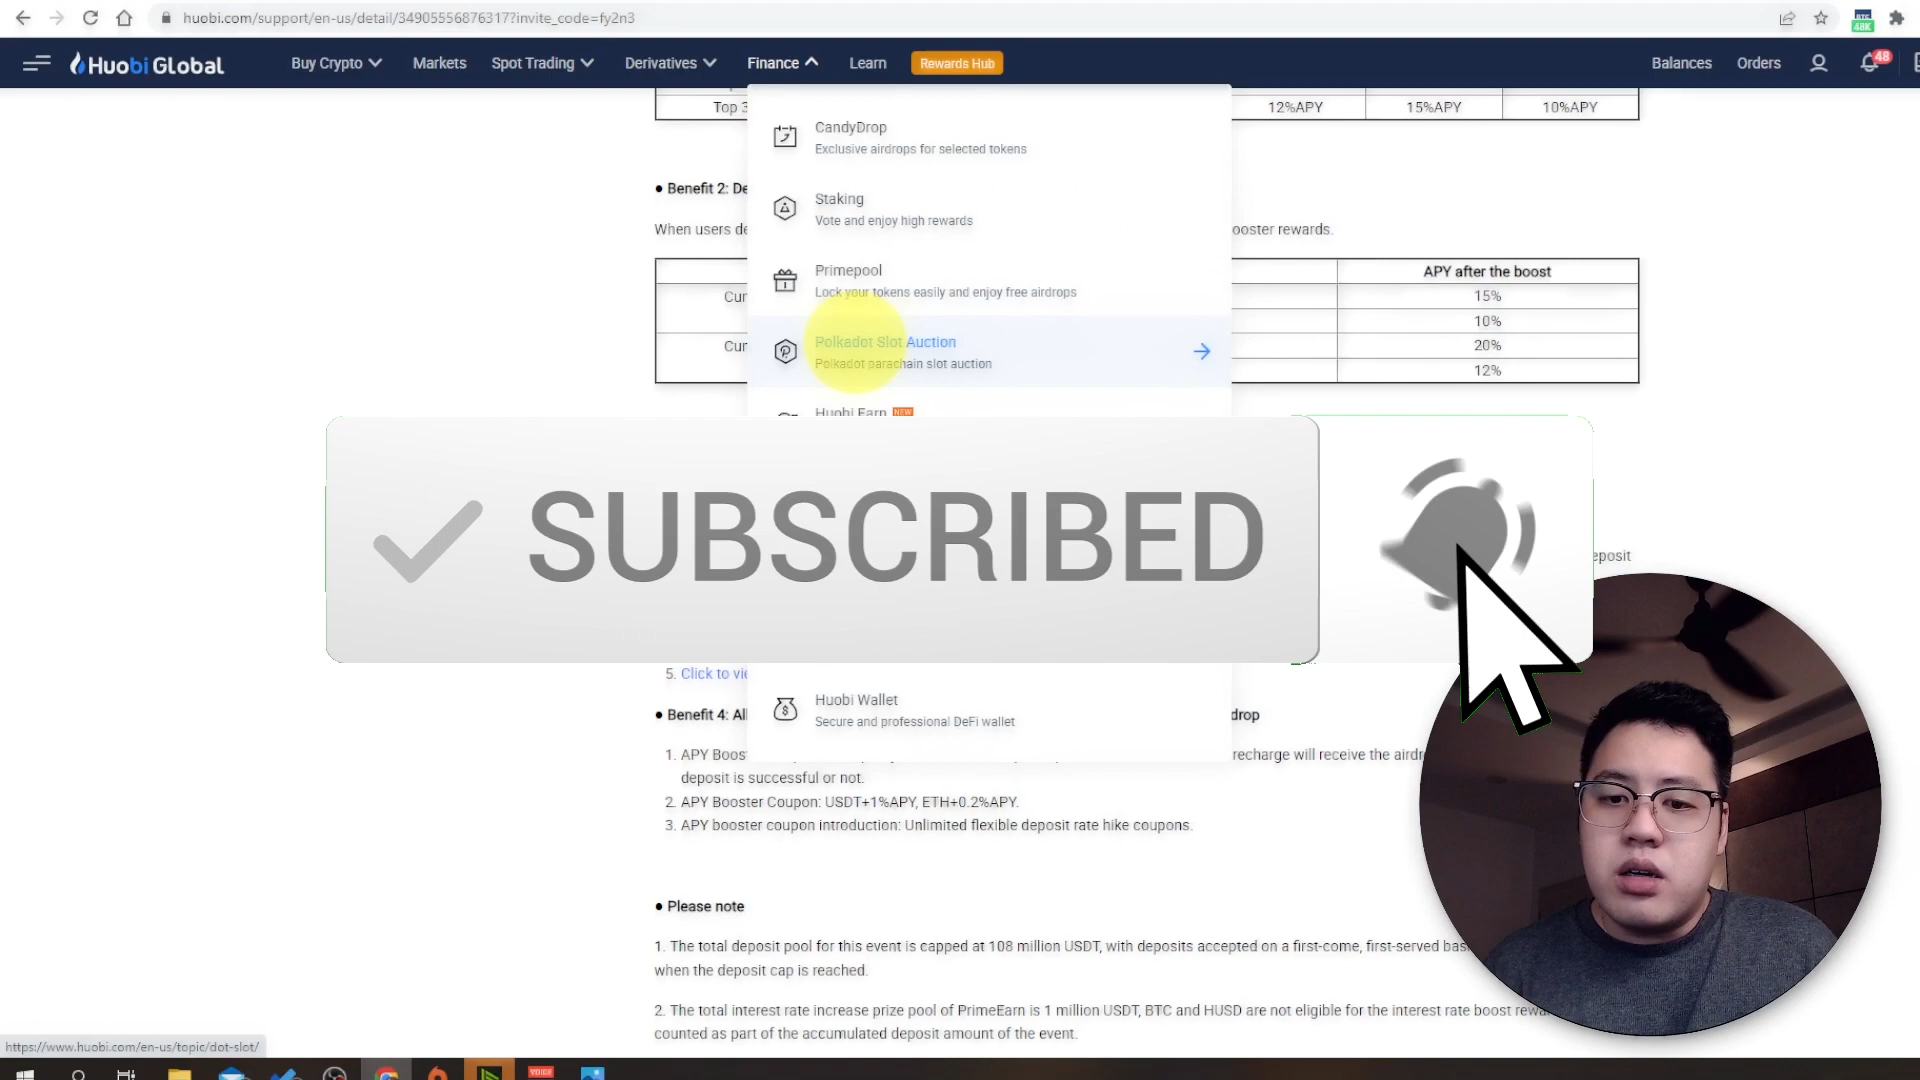 huobi.com/support/en-us/detail/34905556876317?invite_code=fy2n3
BTC
48K
Huobi Global
Buy Crypto
Markets
Spot Trading
Derivatives
Finance
Learn
Rewards Hub
Balances
Orders
48
Top 3
12%APY
15%APY
10%APY
CandyDrop
Exclusive airdrops for selected tokens
Staking
Vote and enjoy high rewards
Primepool
Lock your tokens easily and enjoy free airdrops
Polkadot Slot Auction
Polkadot parachain slot auction
Huobi Earn NEW
● Benefit 2: De
When users de
ooster rewards.
APY after the boost
Cur
15%
10%
Cur
20%
12%
SUBSCRIBED
eposit
5. Click to vie
Huobi Wallet
Secure and professional DeFi wallet
● Benefit 4: All
drop
1. APY Boos
recharge will receive the airdr
deposit is successful or not.
2. APY Booster Coupon: USDT+1%APY, ETH+0.2%APY.
3. APY booster coupon introduction: Unlimited flexible deposit rate hike coupons.
● Please note
1. The total deposit pool for this event is capped at 108 million USDT, with deposits accepted on a first-come, first-served bas
when the deposit cap is reached.
2. The total interest rate increase prize pool of PrimeEarn is 1 million USDT, BTC and HUSD are not eligible for the interest rate boost rewa
counted as part of the accumulated deposit amount of the event.
https://www.huobi.com/en-us/topic/dot-slot/
VOICE